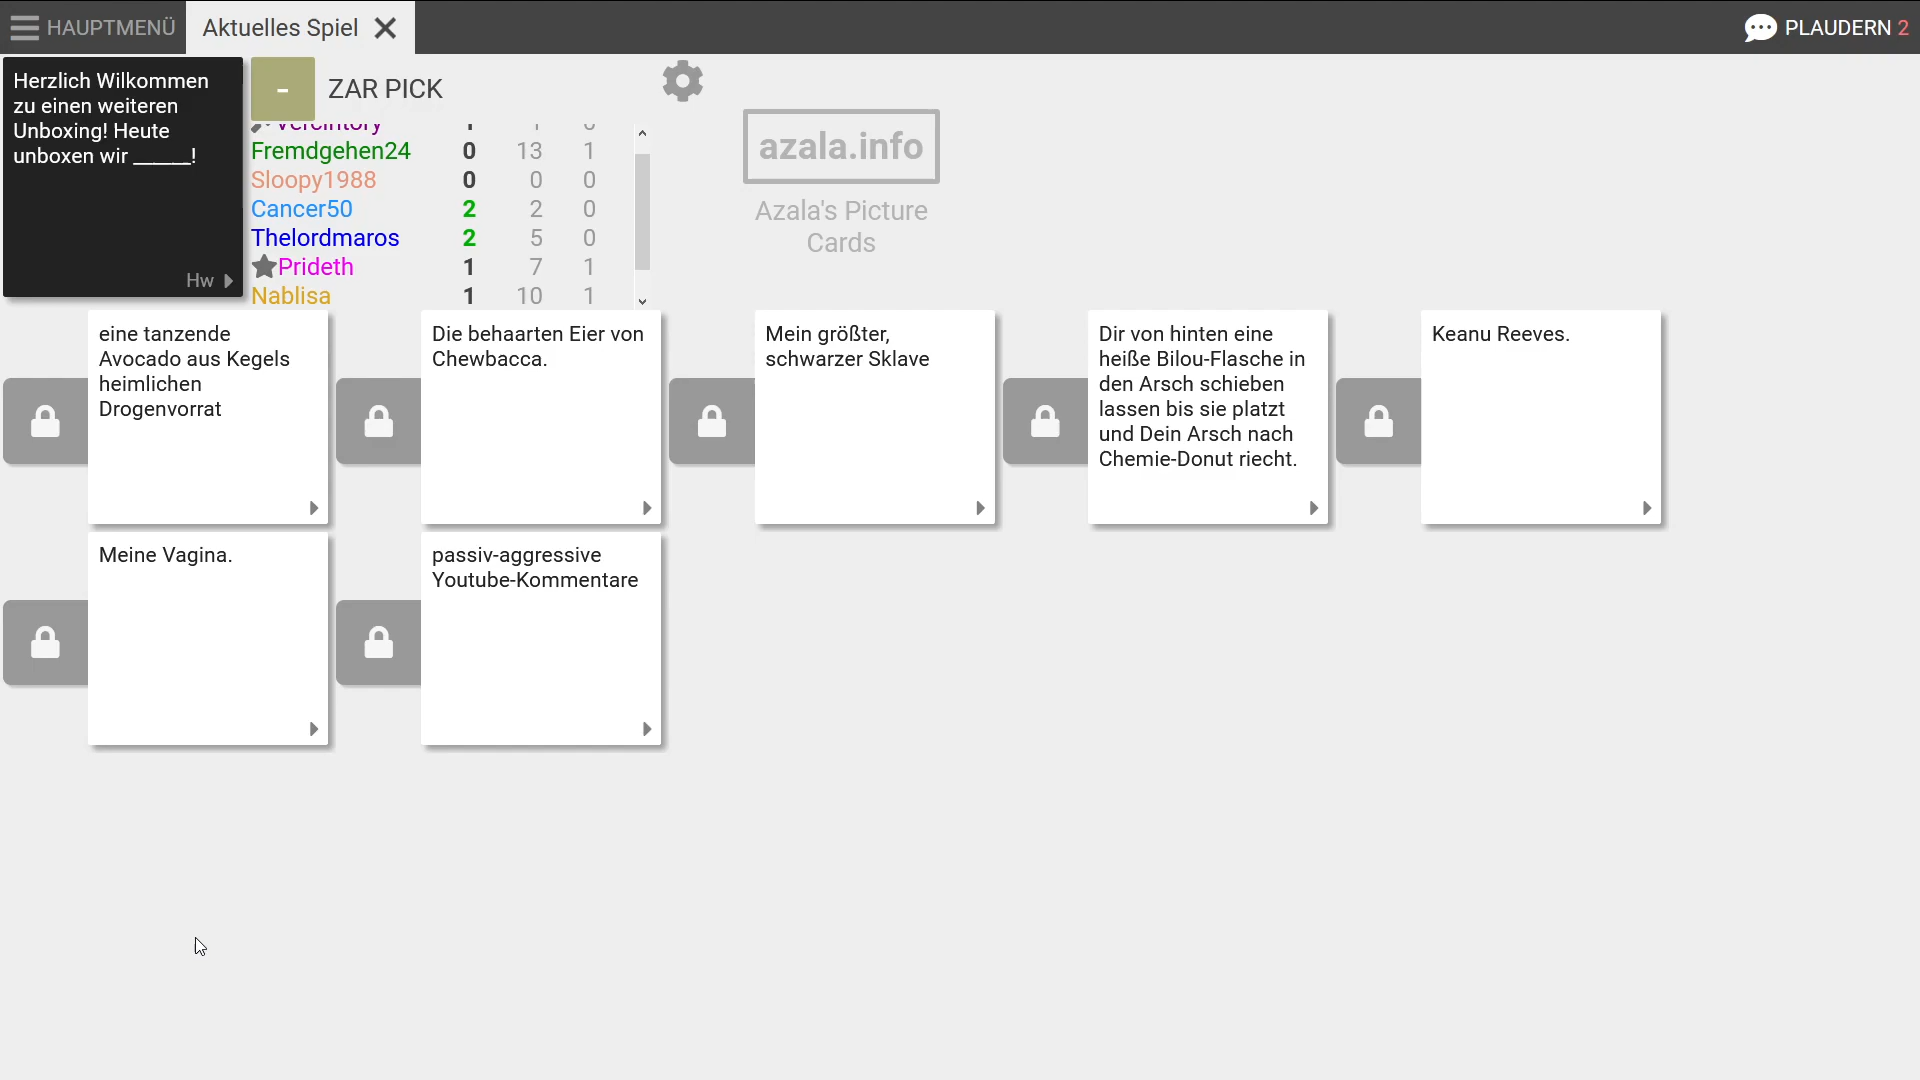 HAUPTMENÜ
Aktuelles Spiel
PLAUDERN 2
Herzlich Wilkommen
zu einen weiteren
Unboxing! Heute
unboxen wir ______!
Hw
-
ZAR PICK
Fremdgehen24 0 13 1
Sloopy1988 0 0 0
Cancer50 2 2 0
Thelordmaros 2 5 0
Prideth 1 7 1
Nablisa 1 10 1
azala.info
Azala's Picture
Cards
eine tanzende
Avocado aus Kegels
heimlichen
Drogenvorrat
Die behaarten Eier von
Chewbacca.
Mein größter,
schwarzer Sklave
Dir von hinten eine
heiße Bilou-Flasche in
den Arsch schieben
lassen bis sie platzt
und Dein Arsch nach
Chemie-Donut riecht.
Keanu Reeves.
Meine Vagina.
passiv-aggressive
Youtube-Kommentare